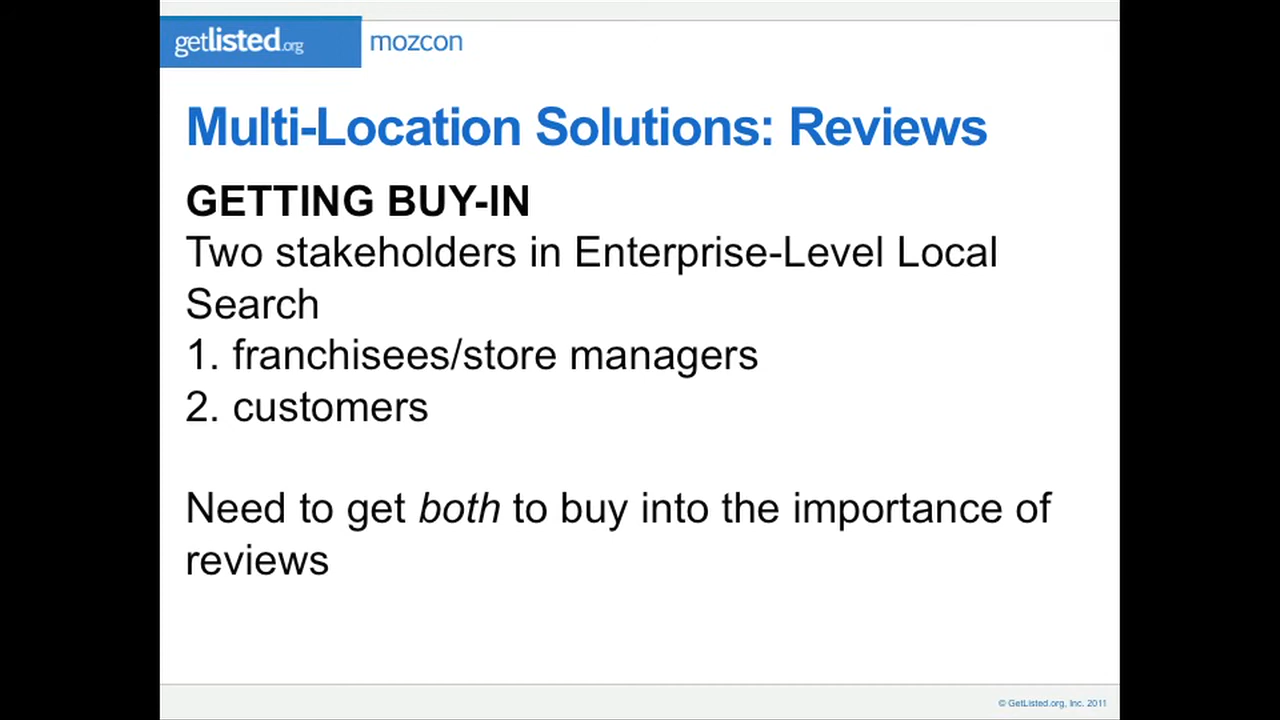 getlisted.org mozcon
Multi-Location Solutions: Reviews
GETTING BUY-IN
Two stakeholders in Enterprise-Level Local
Search
1. franchisees/store managers
2. customers
Need to get both to buy into the importance of
reviews
© GetListed.org, Inc. 2011